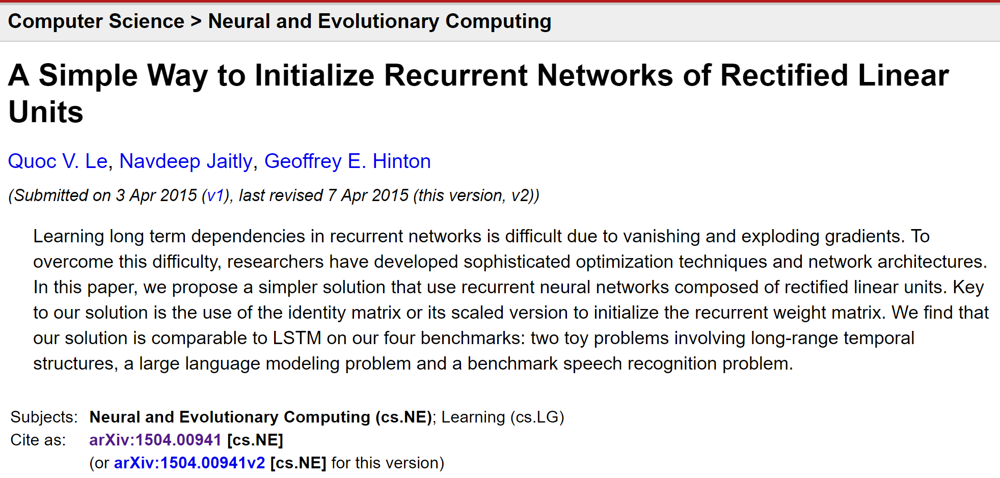 Computer Science > Neural and Evolutionary Computing
A Simple Way to Initialize Recurrent Networks of Rectified Linear
Units
Quoc V. Le, Navdeep Jaitly, Geoffrey E. Hinton
(Submitted on 3 Apr 2015 (v1), last revised 7 Apr 2015 (this version, v2))
Learning long term dependencies in recurrent networks is difficult due to vanishing and exploding gradients. To
overcome this difficulty, researchers have developed sophisticated optimization techniques and network architectures.
In this paper, we propose a simpler solution that use recurrent neural networks composed of rectified linear units. Key
to our solution is the use of the identity matrix or its scaled version to initialize the recurrent weight matrix. We find that
our solution is comparable to LSTM on our four benchmarks: two toy problems involving long-range temporal
structures, a large language modeling problem and a benchmark speech recognition problem.
Subjects: Neural and Evolutionary Computing (cs.NE); Learning (cs.LG)
Cite as: arXiv:1504.00941 [cs.NE]
(or arXiv:1504.00941v2 [cs.NE] for this version)